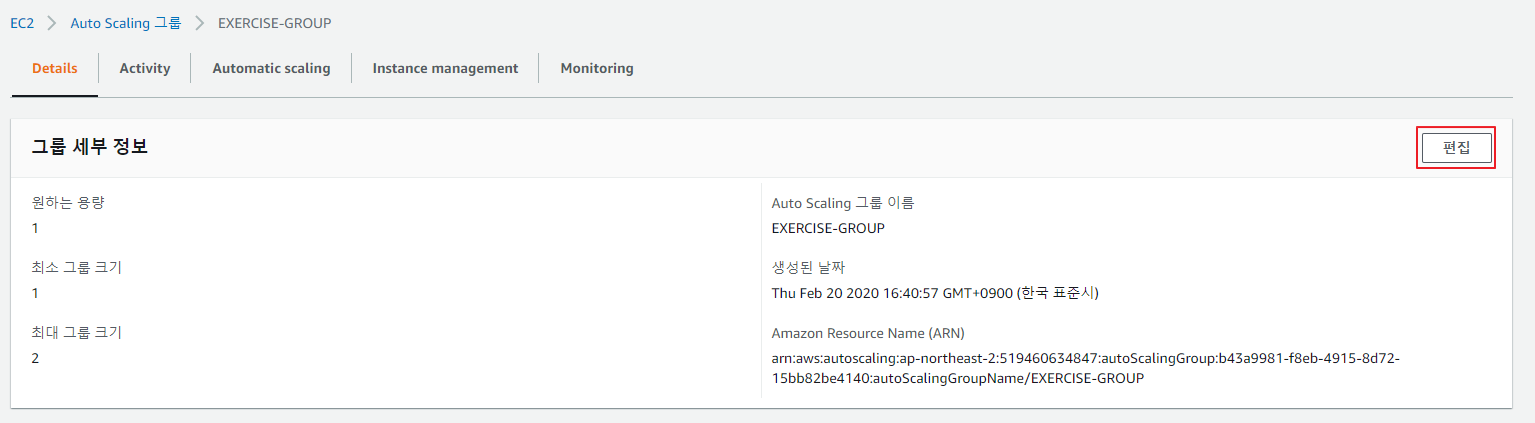 EC2 > Auto Scaling 그룹 > EXERCISE-GROUP
Details Activity Automatic scaling Instance management Monitoring
그룹 세부 정보 편집
원하는 용량
1
최소 그룹 크기
1
최대 그룹 크기
2
Auto Scaling 그룹 이름
EXERCISE-GROUP
생성된 날짜
Thu Feb 20 2020 16:40:57 GMT+0900 (한국 표준시)
Amazon Resource Name (ARN)
arn:aws:autoscaling:ap-northeast-2:519460634847:autoScalingGroup:b43a9981-f8eb-4915-8d72-
15bb82be4140:autoScalingGroupName/EXERCISE-GROUP